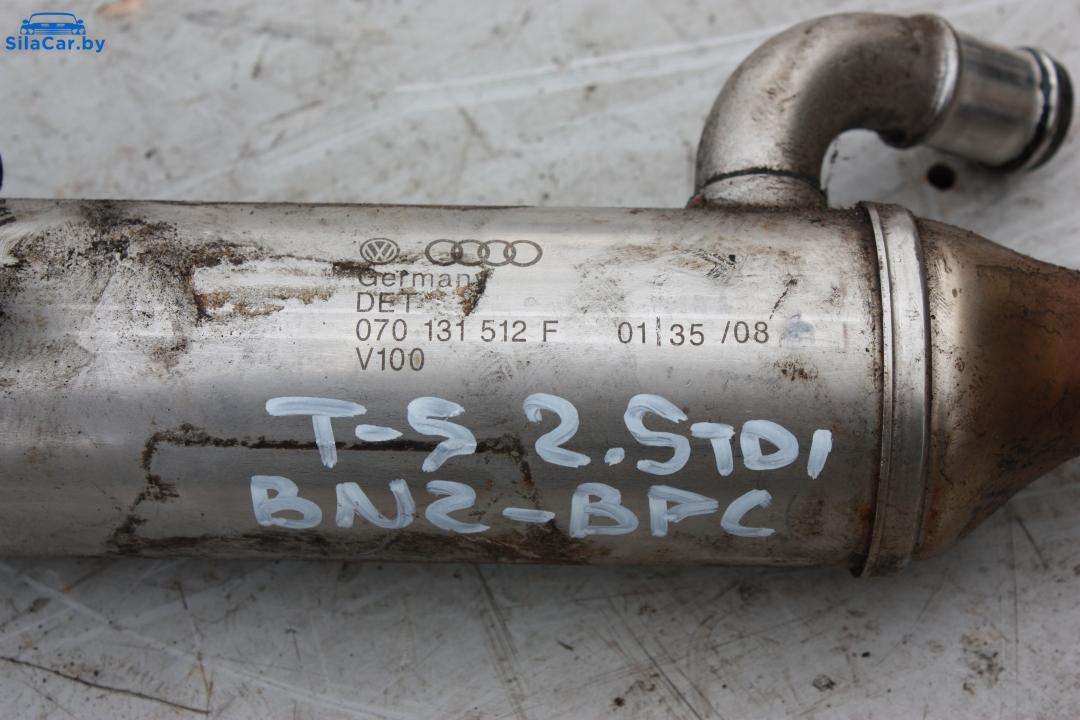 SilaCar.by
Germany
DET
070 131 512 F 01 35 /08
V100
T-5 2.5TDI
BNZ-BPC